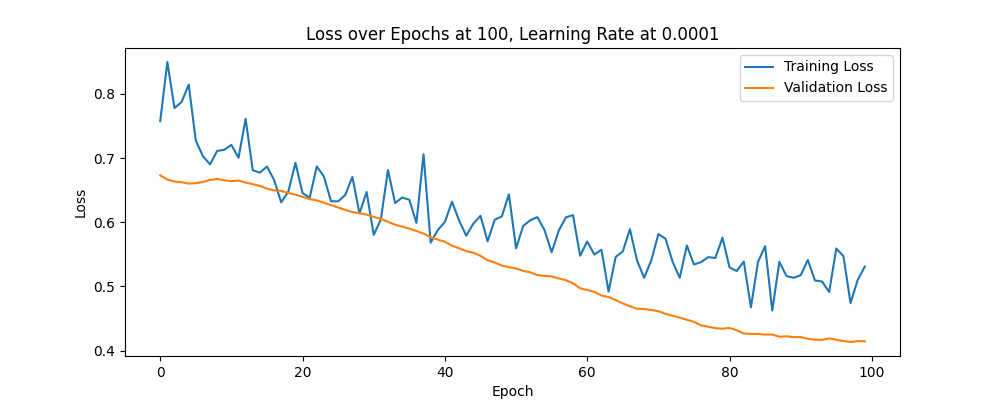 Loss over Epochs at 100, Learning Rate at 0.0001
Training Loss
Validation Loss
0.8
0.7
0.6
0.5
0.4
Loss
0 20 40 60 80 100
Epoch